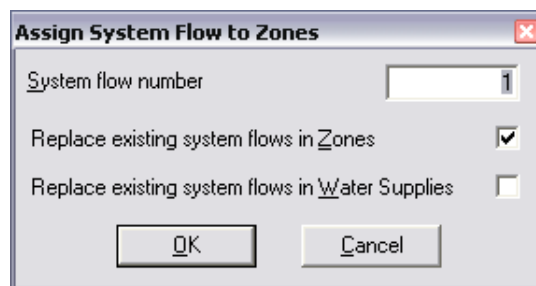 Assign System Flow to Zones
System flow number 1
Replace existing system flows in Zones
Replace existing system flows in Water Supplies
OK Cancel